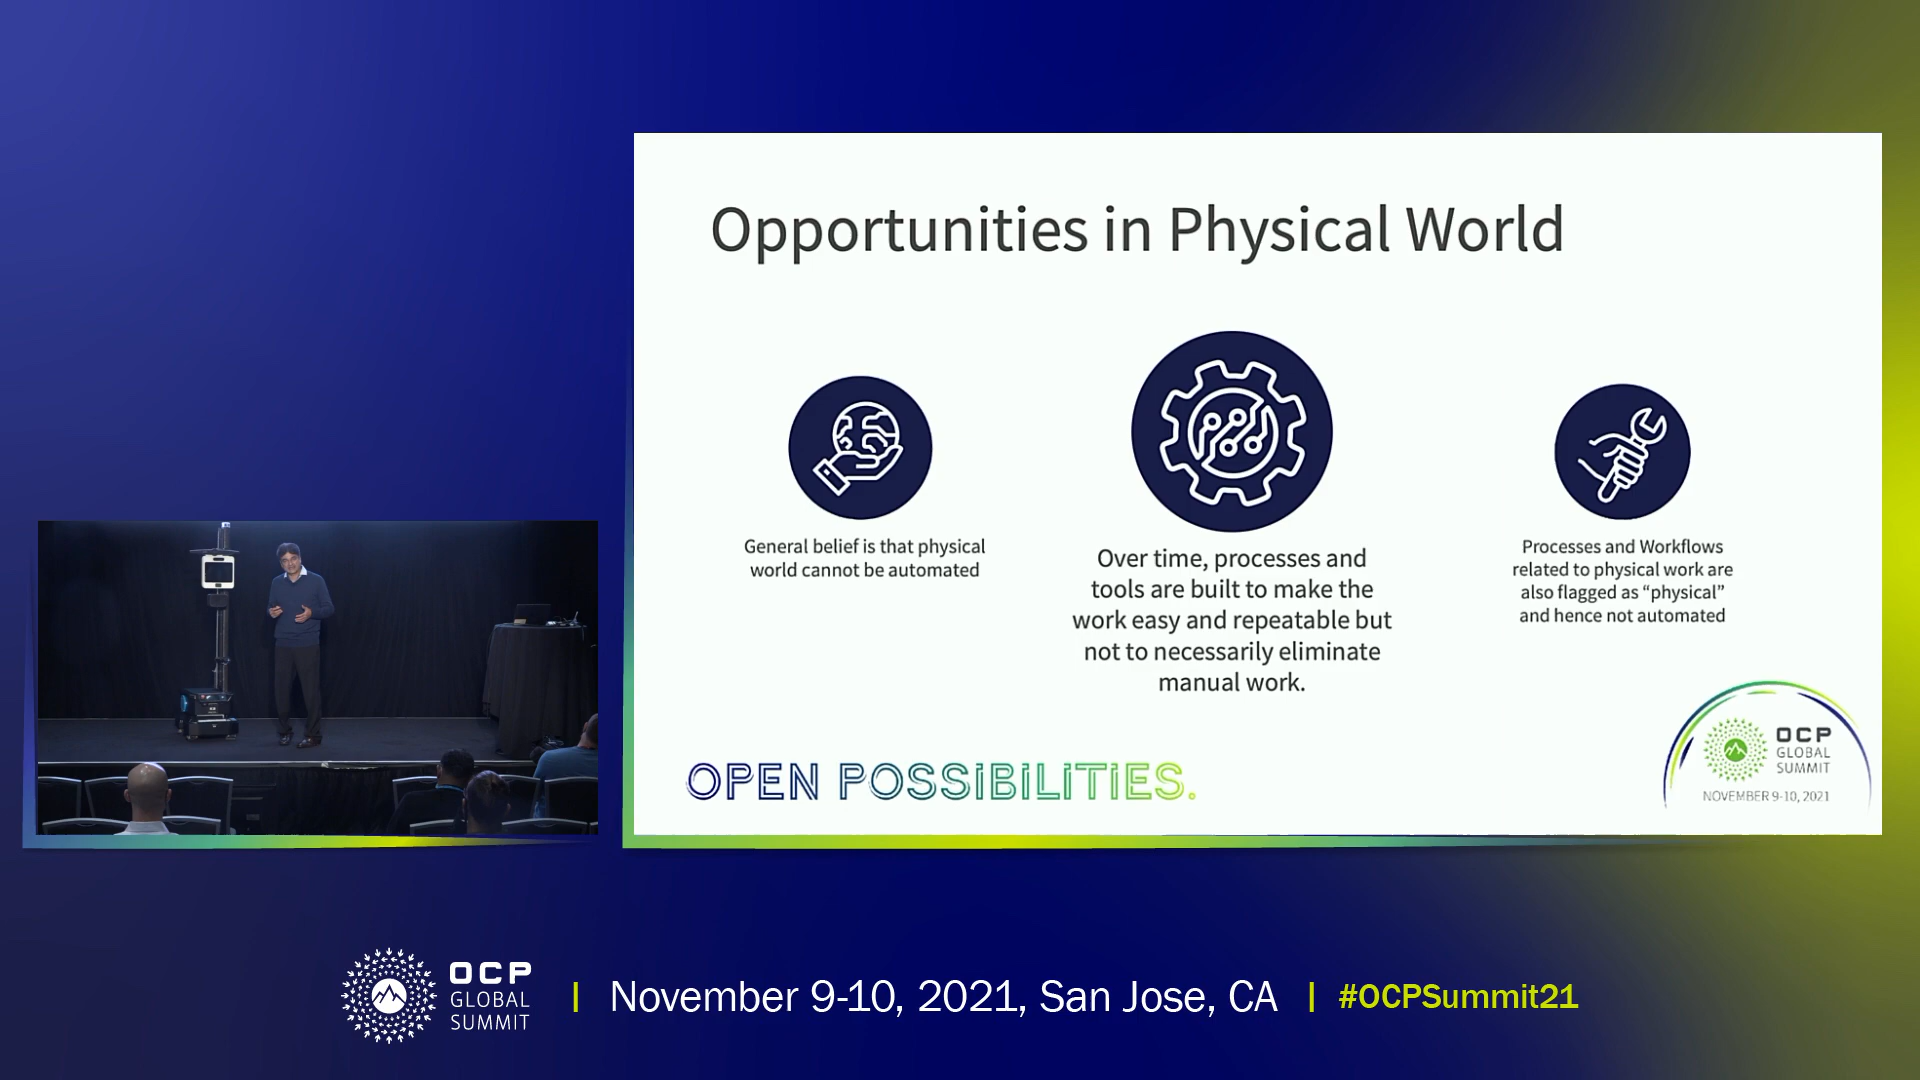 Opportunities in Physical World
General belief is that physical
world cannot be automated
Over time, processes and
tools are built to make the
work easy and repeatable but
not to necessarily eliminate
manual work.
Processes and Workflows
related to physical work are
also flagged as “physical”
and hence not automated
OPEN POSSIBILITIES.
OCP
GLOBAL
SUMMIT
NOVEMBER 9-10, 2021
OCP
GLOBAL
SUMMIT
| November 9-10, 2021, San Jose, CA | #OCPSummit21